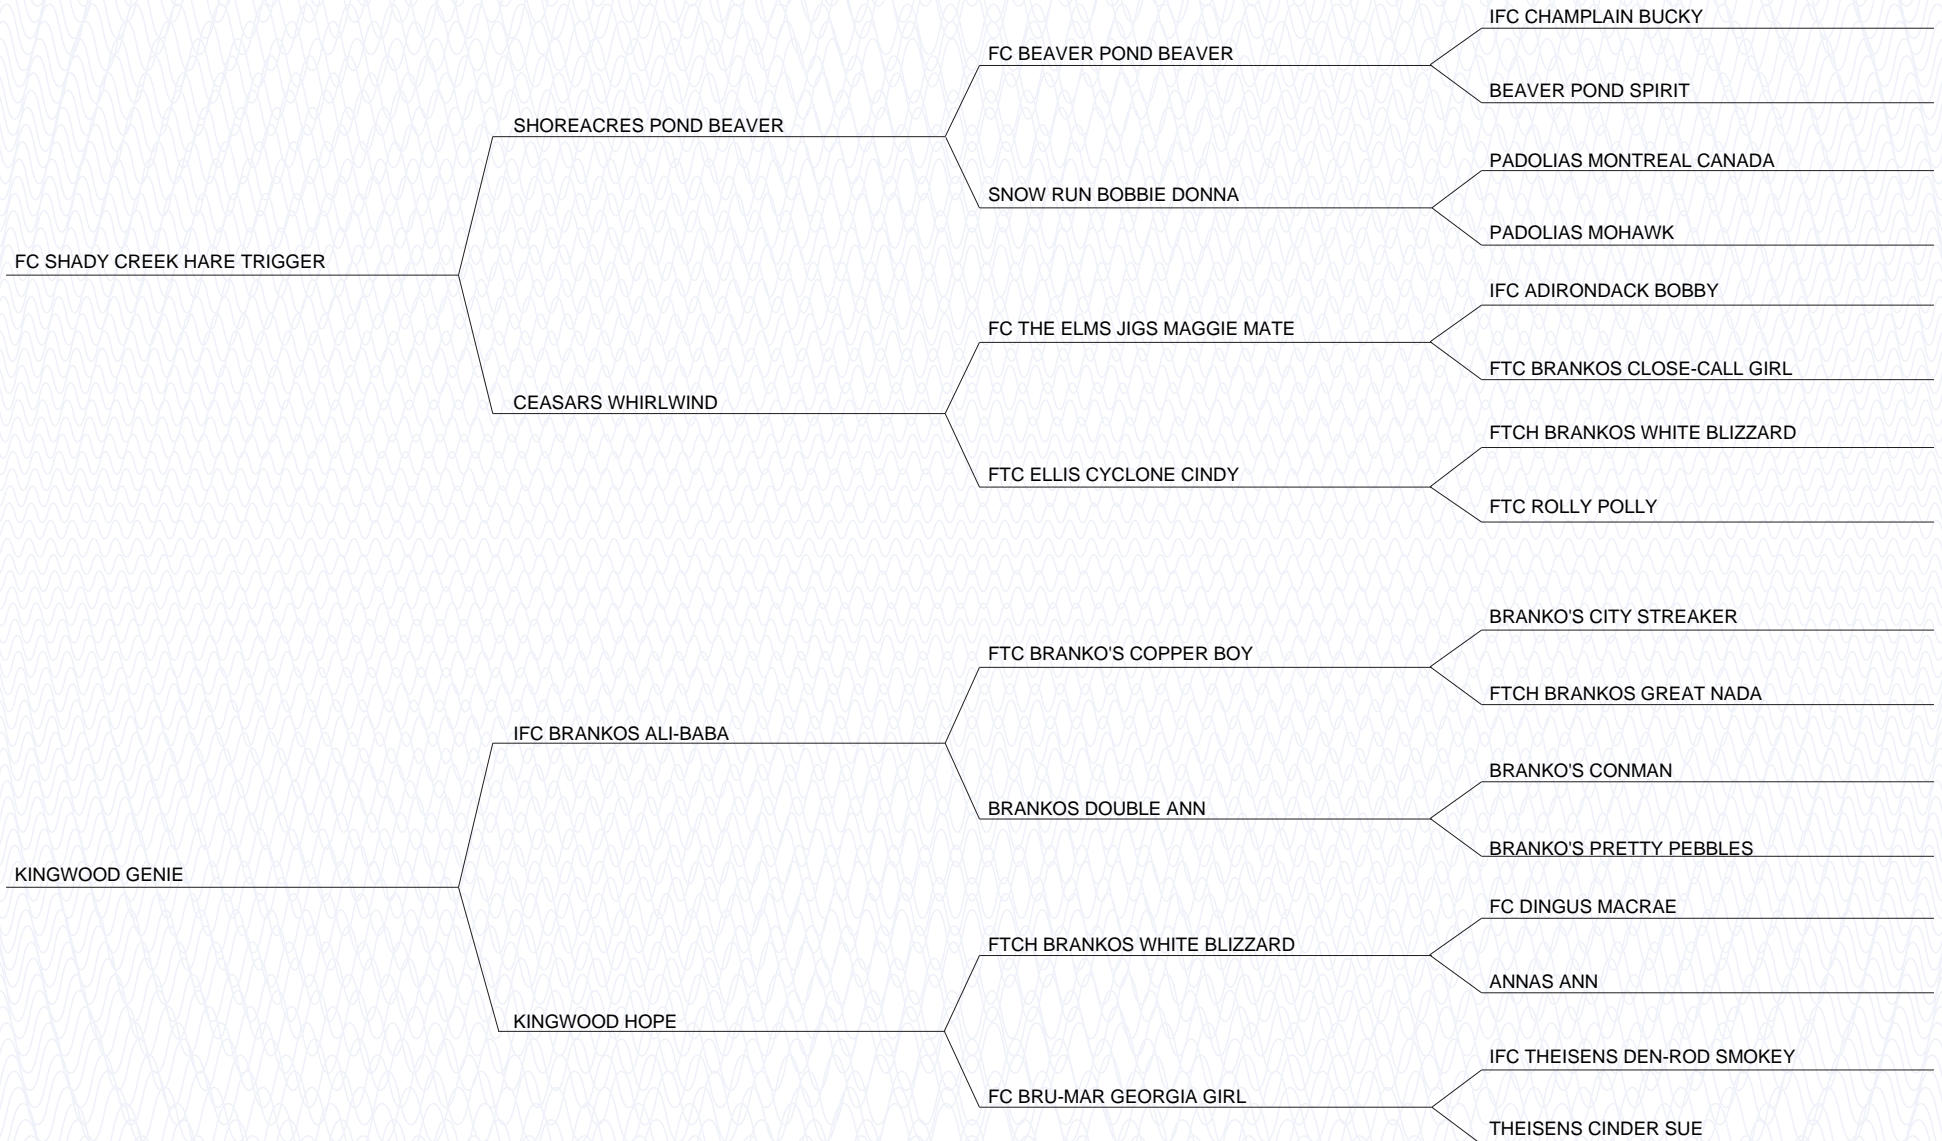 IFC CHAMPLAIN BUCKY
FC BEAVER POND BEAVER
BEAVER POND SPIRIT
SHOREACRES POND BEAVER
PADOLIAS MONTREAL CANADA
SNOW RUN BOBBIE DONNA
PADOLIAS MOHAWK
FC SHADY CREEK HARE TRIGGER
IFC ADIRONDACK BOBBY
FC THE ELMS JIGS MAGGIE MATE
FTC BRANKOS CLOSE-CALL GIRL
CEASARS WHIRLWIND
FTCH BRANKOS WHITE BLIZZARD
FTC ELLIS CYCLONE CINDY
FTC ROLLY POLLY
BRANKO'S CITY STREAKER
FTC BRANKO'S COPPER BOY
FTCH BRANKOS GREAT NADA
IFC BRANKOS ALI-BABA
BRANKO'S CONMAN
BRANKOS DOUBLE ANN
BRANKO'S PRETTY PEBBLES
KINGWOOD GENIE
FC DINGUS MACRAE
FTCH BRANKOS WHITE BLIZZARD
ANNAS ANN
KINGWOOD HOPE
IFC THEISENS DEN-ROD SMOKEY
FC BRU-MAR GEORGIA GIRL
THEISENS CINDER SUE